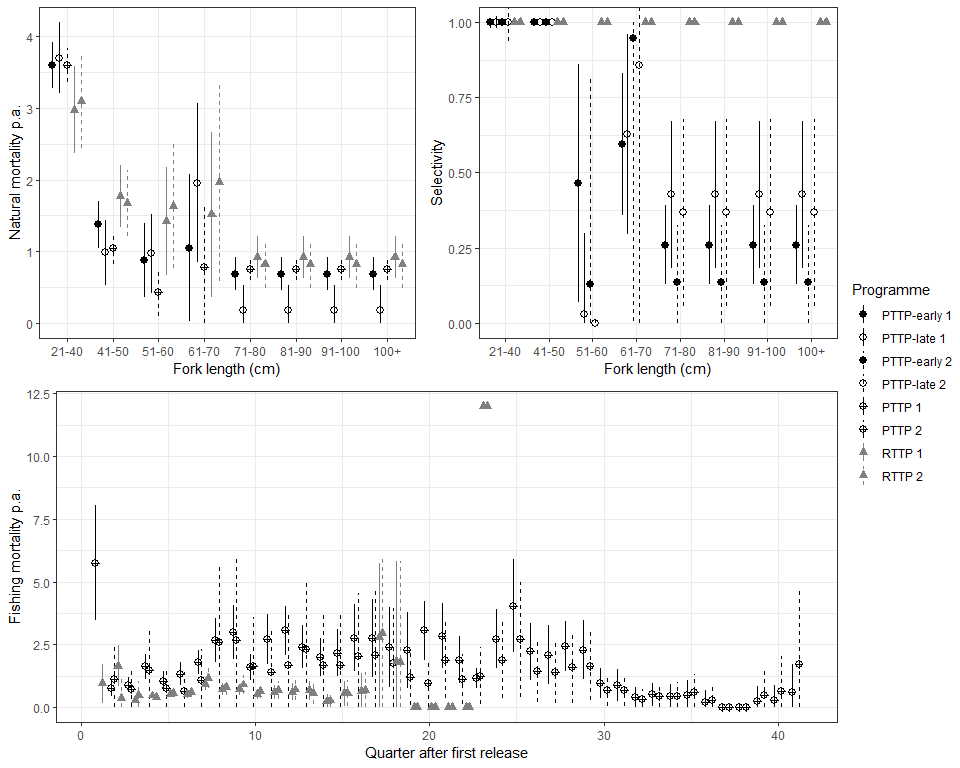 Natural mortality p.a.
4
3
2
1
0
21-40 41-50 51-60 61-70 71-80 81-90 91-100 100+
Fork length (cm)
Selectivity
1.00
0.75
0.50
0.25
0.00
21-40 41-50 51-60 61-70 71-80 81-90 91-100 100+
Fork length (cm)
Fishing mortality p.a.
12.5
10.0
7.5
5.0
2.5
0.0
0 10 20 30 40
Quarter after first release
Programme
PTTP-early 1
PTTP-late 1
PTTP-early 2
PTTP-late 2
PTTP 1
PTTP 2
RTTP 1
RTTP 2